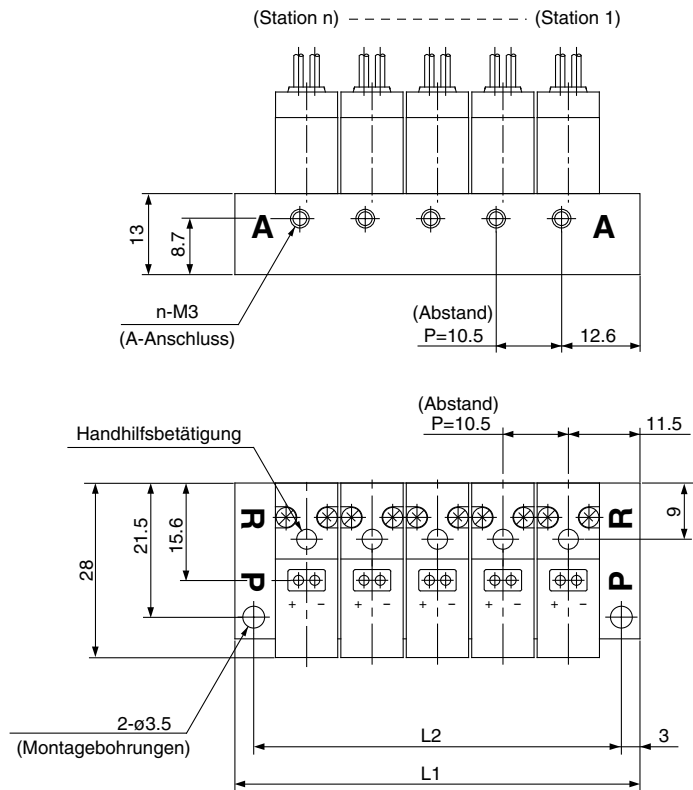 (Station n)
(Station 1)
A
A
13
8.7
n-M3
(A-Anschluss)
(Abstand)
P=10.5
12.6
(Abstand)
P=10.5
11.5
Handhilfsbetätigung
R
R
9
28
21.5
15.6
P
P
+ − + − + − + − + −
2-ø3.5
(Montagebohrungen)
L2
3
L1